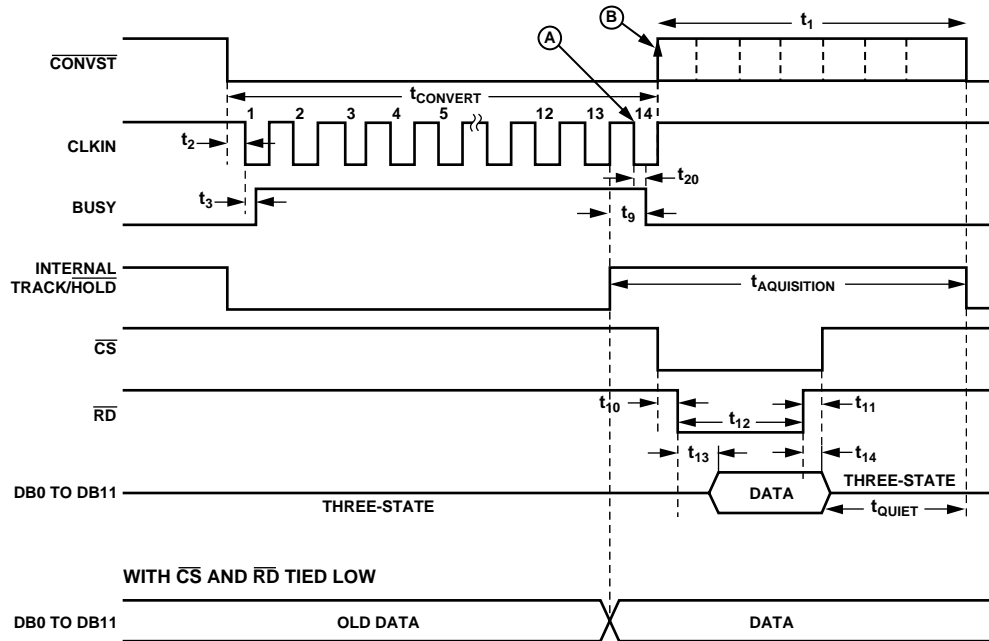 B
t1
A
CONVST
tCONVERT
1 2 3 4 5 12 13 14
CLKIN
t2
t20
t3
BUSY
t9
INTERNAL
TRACK/HOLD
tAQUISITION
CS
RD
t10
t12
t11
t13
t14
DB0 TO DB11
THREE-STATE
DATA
THREE-STATE
tQUIET
WITH CS AND RD TIED LOW
DB0 TO DB11
OLD DATA
DATA